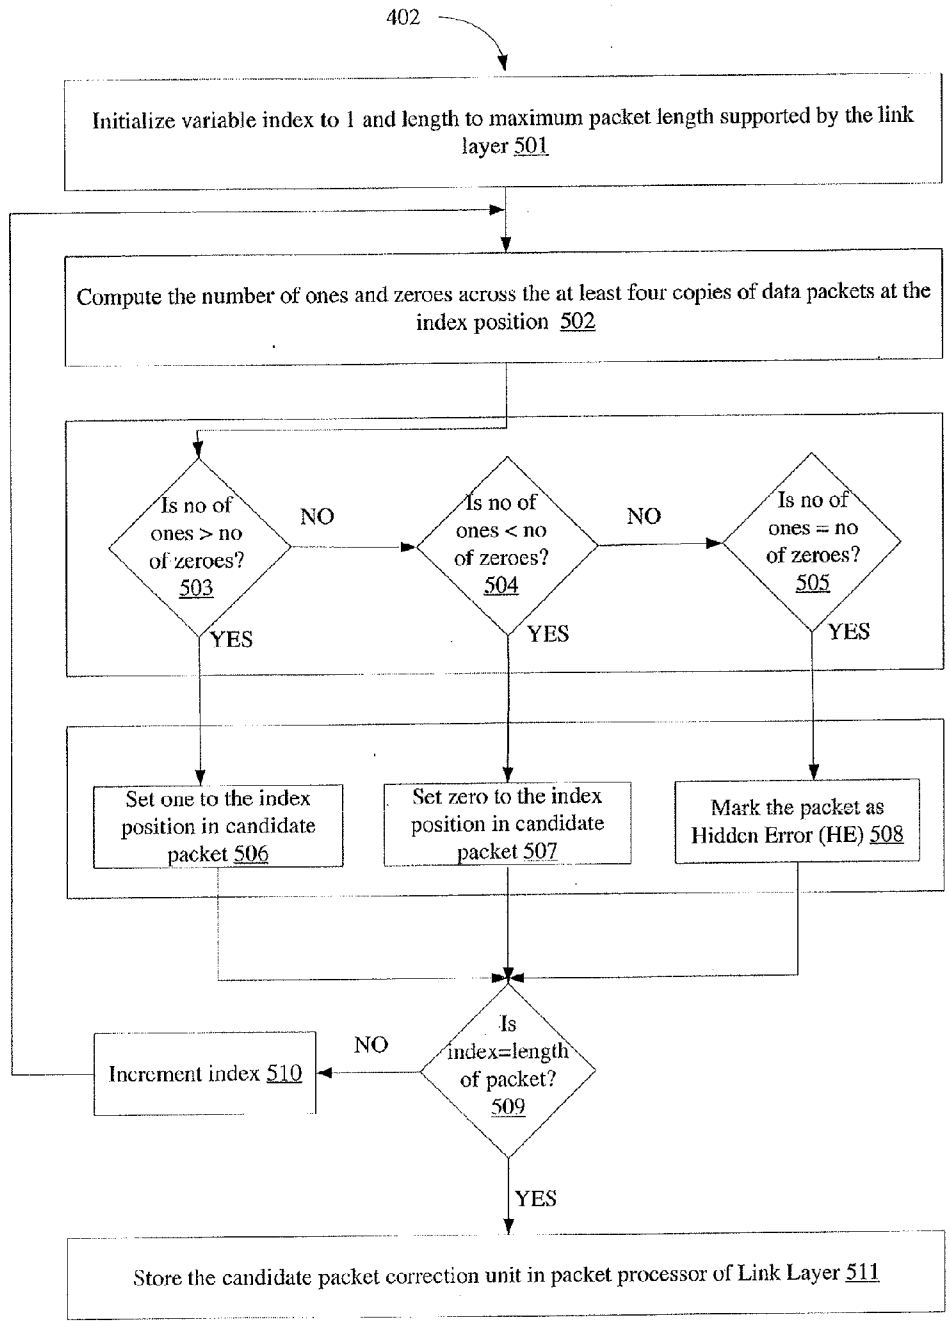 402
Initialize variable index to 1 and length to maximum packet length supported by the link
layer 501
Compute the number of ones and zeroes across the at least four copies of data packets at the
index position 502
Is no of
ones > no
of zeroes?
503
NO
Is no of
ones < no
of zeroes?
504
NO
Is no of
ones = no
of zeroes?
505
YES
YES
YES
Set one to the index
position in candidate
packet 506
Set zero to the index
position in candidate
packet 507
Mark the packet as
Hidden Error (HE) 508
Is
index=length
of packet?
509
NO
Increment index 510
YES
Store the candidate packet correction unit in packet processor of Link Layer 511